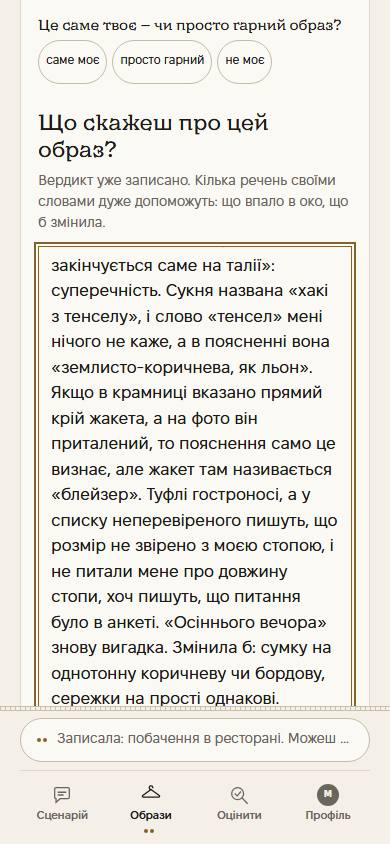 Це саме твоє — чи просто гарний образ?
саме моє
просто гарний
не моє
Що скажеш про цей
образ?
Вердикт уже записано. Кілька речень своїми
словами дуже допоможуть: що впало в око, що
б змінила.
закінчується саме на талії»:
суперечність. Сукня названа «хакі
з тенселу», і слово «тенсел» мені
нічого не каже, а в поясненні вона
«землисто-коричнева, як льон».
Якщо в крамниці вказано прямий
крій жакета, а на фото він
приталений, то пояснення само це
визнає, але жакет там називається
«блейзер». Туфлі гостроносі, а у
списку неперевіреного пишуть, що
розмір не звірено з моєю стопою, і
не питали мене про довжину
стопи, хоч пишуть, що питання
було в анкеті. «Осіннього вечора»
знову вигадка. Змінила б: сумку на
однотонну коричневу чи бордову,
сережки на прості однакові.
Записала: побачення в ресторані. Можеш ...
Сценарій
Образи
Оцінити
М
Профіль